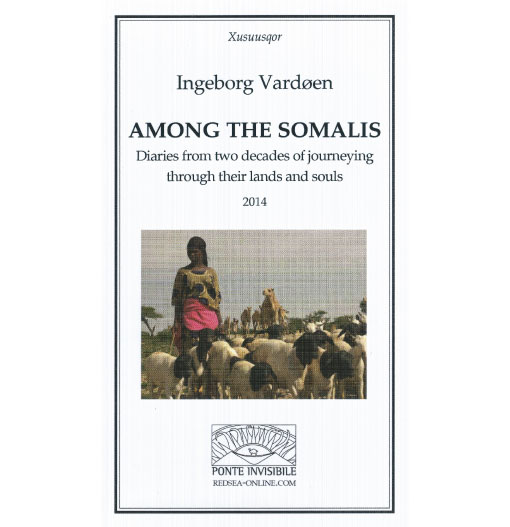 Xusuusqor
Ingeborg Vardøen
AMONG THE SOMALIS
Diaries from two decades of journeying
through their lands and souls
2014
PONTE INVISIBILE
REDSEA-ONLINE.COM